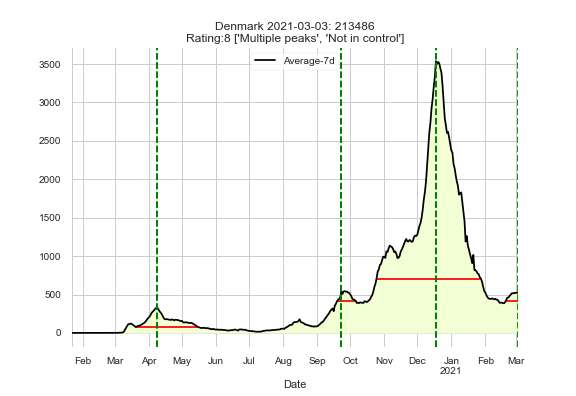 Denmark 2021-03-03: 213486
Rating:8 ['Multiple peaks', 'Not in control']
Average-7d
3500
3000
2500
2000
1500
1000
500
0
Feb Mar Apr May Jun Jul Aug Sep Oct Nov Dec Jan Feb Mar
2021
Date